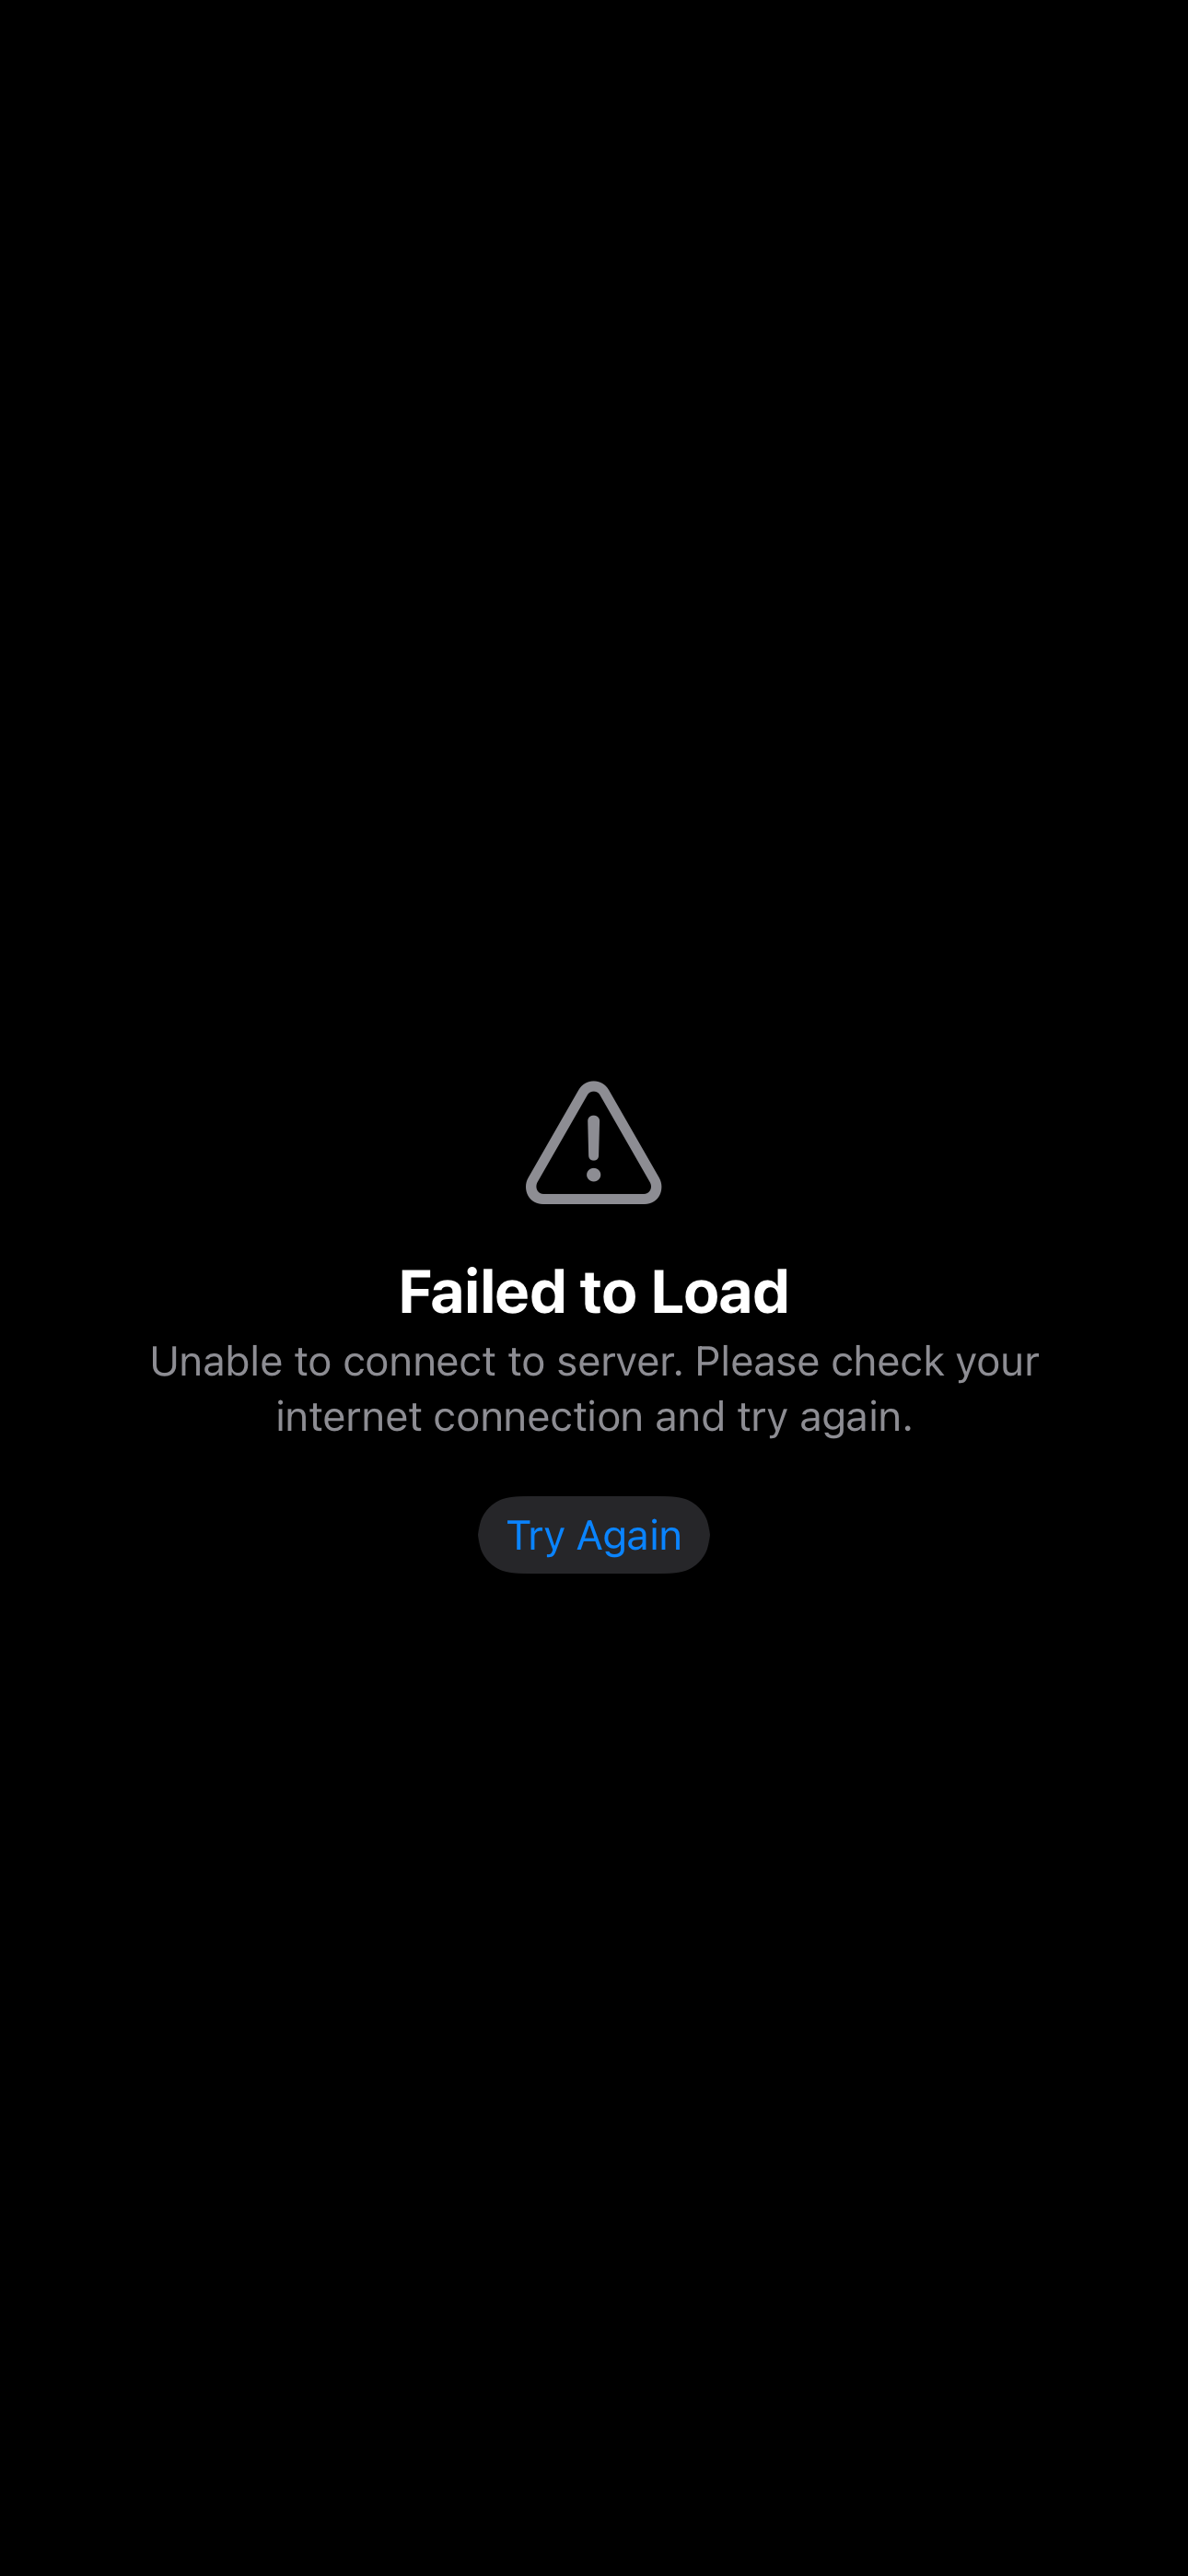 Failed to Load
Unable to connect to server. Please check your
internet connection and try again.
Try Again